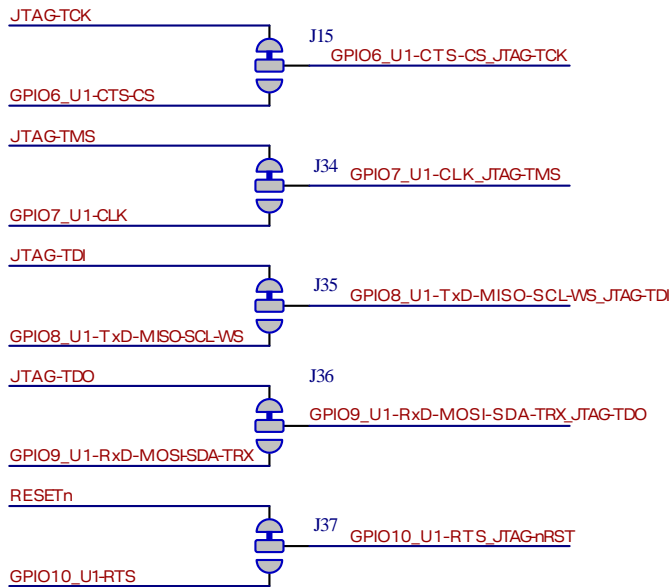 JTAG-TCK
J15
GPIO6_U1-CTS-CS_JTAG-TCK
GPIO6_U1-CTS-CS
JTAG-TMS
J34
GPIO7_U1-CLK_JTAG-TMS
GPIO7_U1-CLK
JTAG-TDI
J35
GPIO8_U1-TxD-MISO-SCL-WS_JTAG-TDI
GPIO8_U1-TxD-MISO-SCL-WS
JTAG-TDO
J36
GPIO9_U1-RxD-MOSI-SDA-TRX_JTAG-TDO
GPIO9_U1-RxD-MOSI-SDA-TRX
RESETn
J37
GPIO10_U1-RTS_JTAG-nRST
GPIO10_U1-RTS